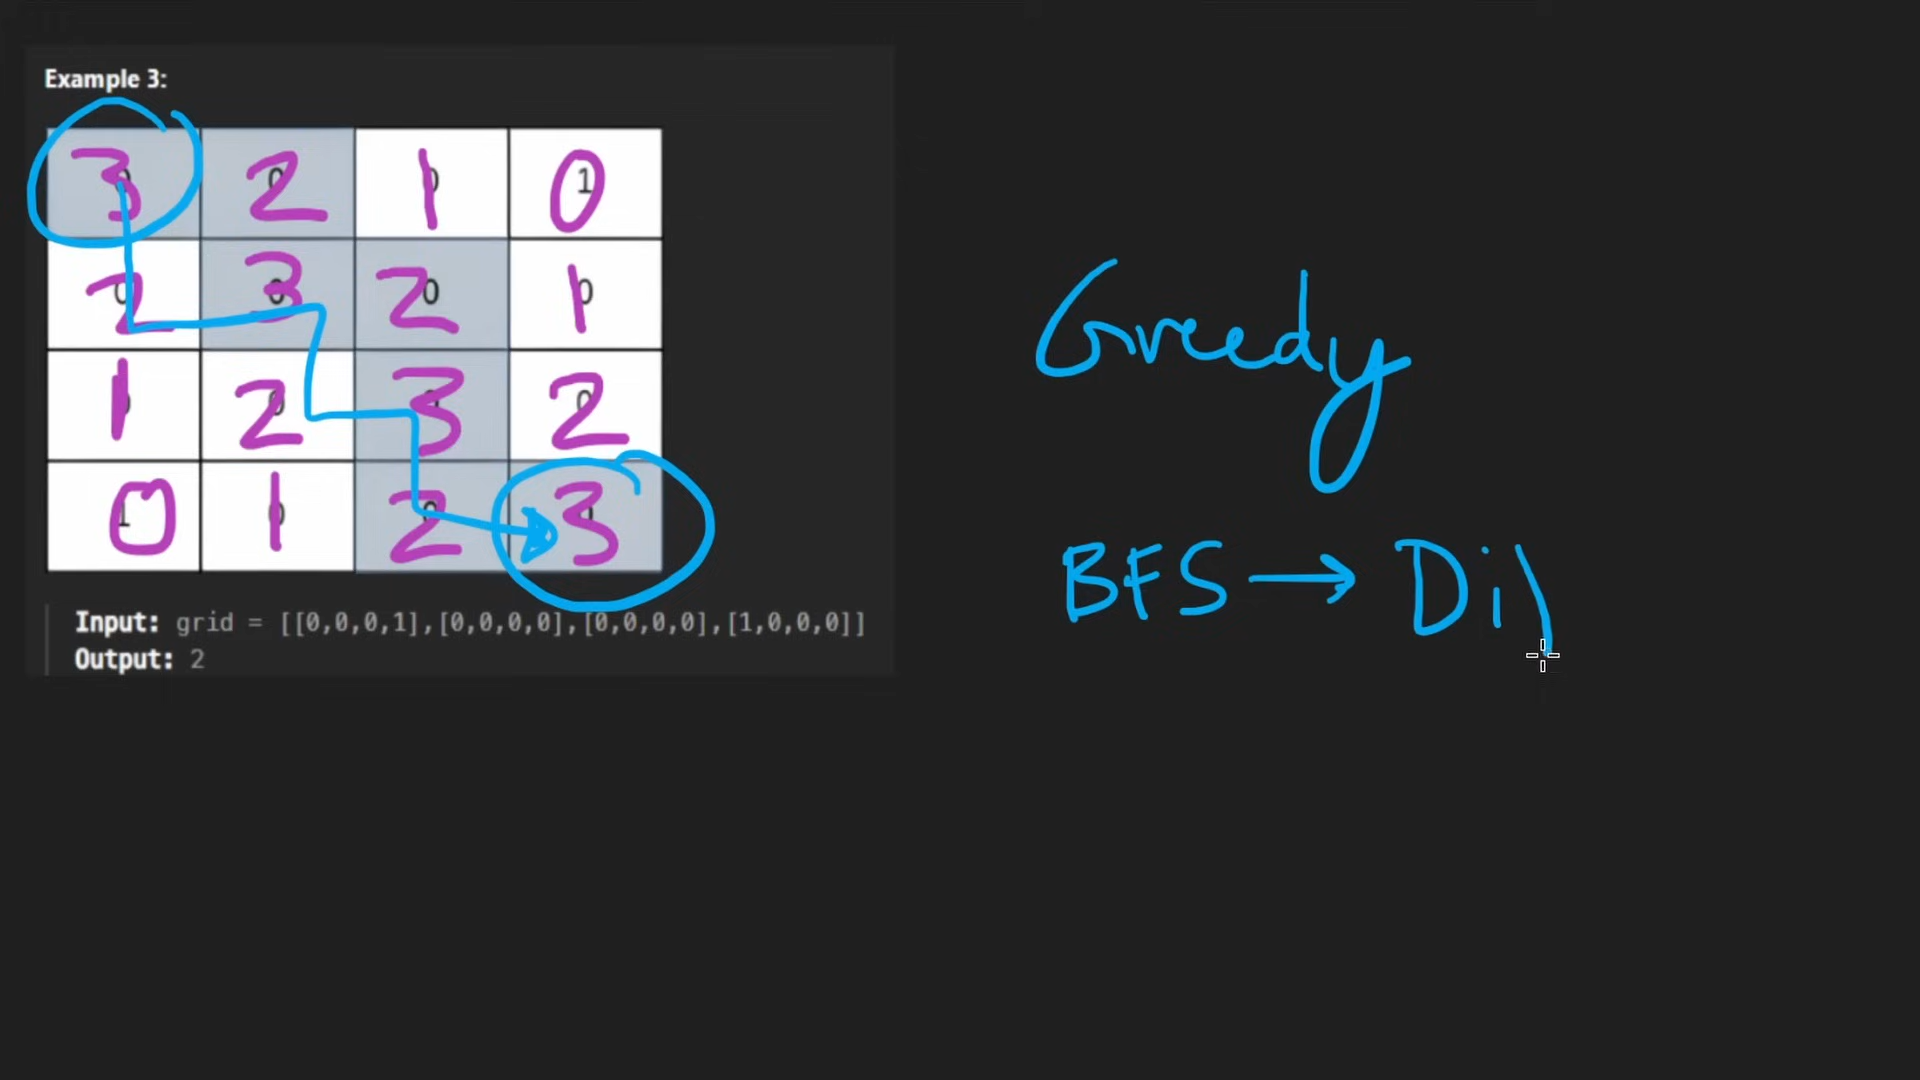 Example 3:
3 2 1 0
2 3 2 1
1 2 3 2
0 1 2 3
Input: grid = [[0,0,0,1],[0,0,0,0],[0,0,0,0],[1,0,0,0]]
Output: 2
Greedy
BFS → Dij